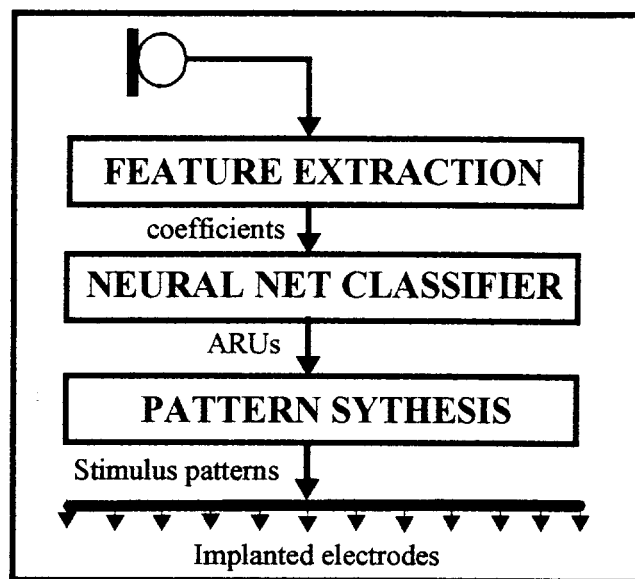 FEATURE EXTRACTION
coefficients
NEURAL NET CLASSIFIER
ARUs
PATTERN SYTHESIS
Stimulus patterns
Implanted electrodes